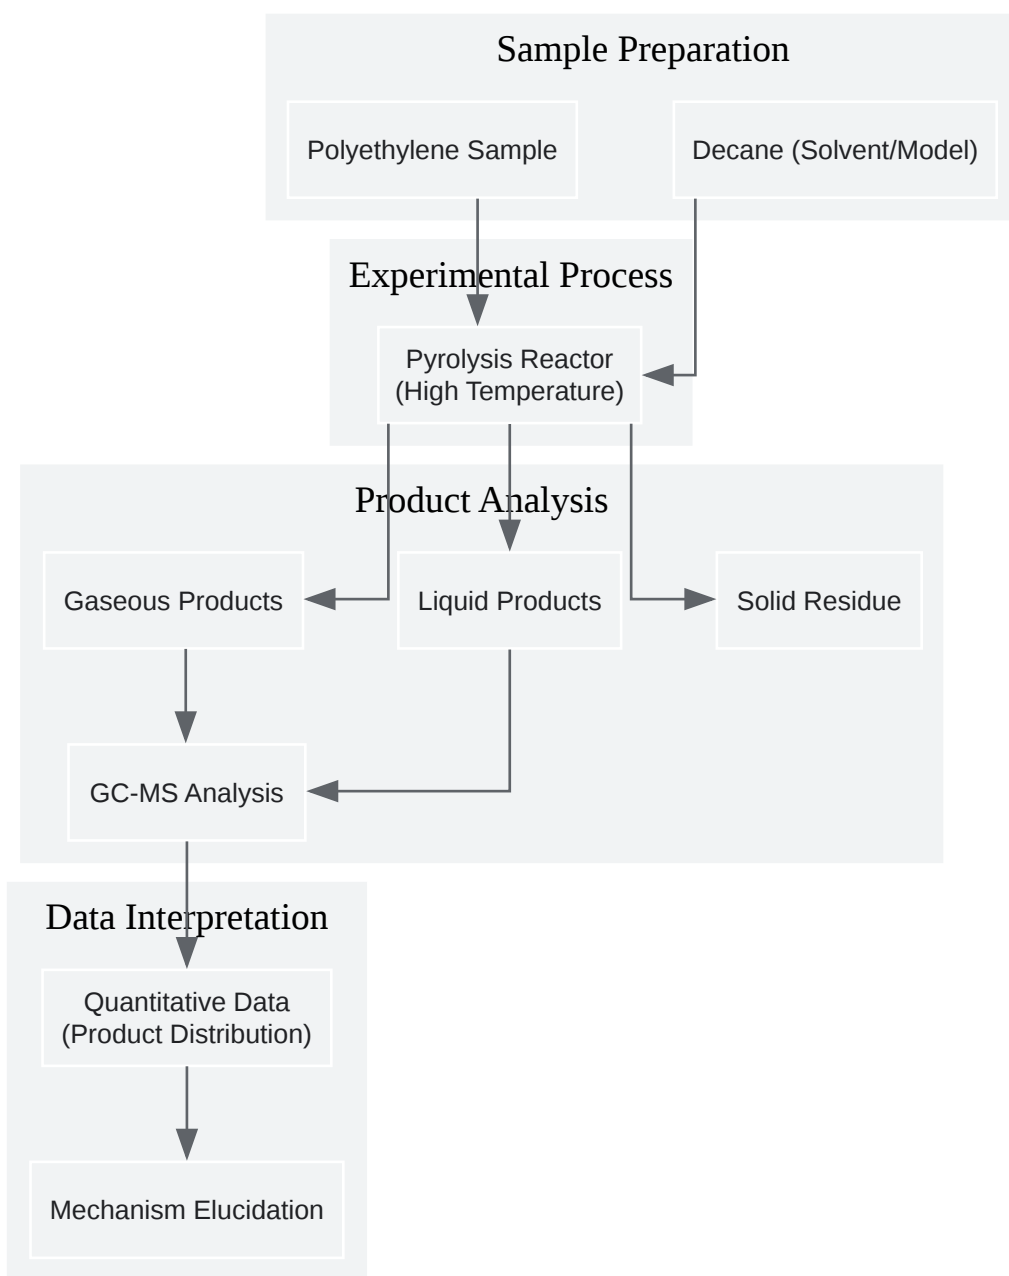 Sample Preparation
Polyethylene Sample
Decane (Solvent/Model)
Experimental Process
Pyrolysis Reactor
(High Temperature)
Product Analysis
Gaseous Products
Liquid Products
Solid Residue
GC-MS Analysis
Data Interpretation
Quantitative Data
(Product Distribution)
Mechanism Elucidation